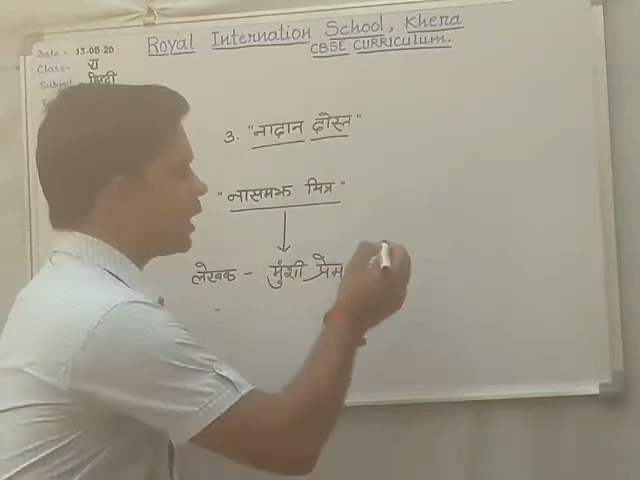 Royal Internation School, Khera
CBSE CURRICULUM.
Date - 13.08.20
Class-
Subject हिन्दी
3. "नादान दोस्त"
"नासमझ मित्र"
लेखक - मुंशी प्रेम